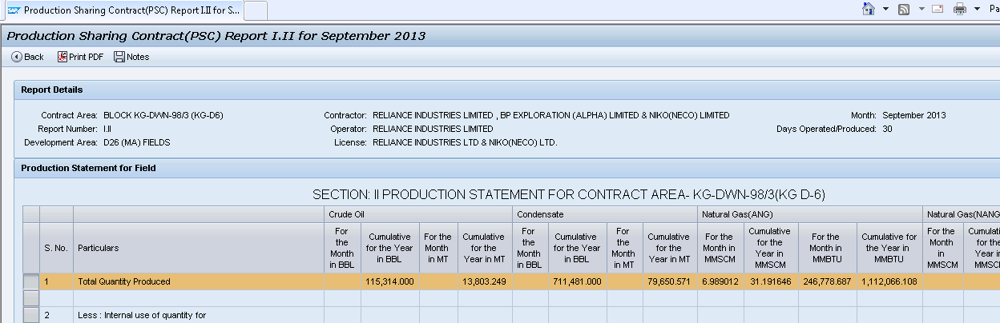 SAP Production Sharing Contract(PSC) Report I.II for S...
Pa
Production Sharing Contract(PSC) Report I.II for September 2013
Back Print PDF Notes
Report Details
Contract Area: BLOCK KG-DWN-98/3 (KG-D6) Contractor: RELIANCE INDUSTRIES LIMITED , BP EXPLORATION (ALPHA) LIMITED & NIKO(NECO) LIMITED Month: September 2013
Report Number: I.II Operator: RELIANCE INDUSTRIES LIMITED Days Operated/Produced: 30
Development Area: D26 (MA) FIELDS License: RELIANCE INDUSTRIES LTD & NIKO(NECO) LTD.
Production Statement for Field
SECTION: II PRODUCTION STATEMENT FOR CONTRACT AREA- KG-DWN-98/3(KG D-6)
Crude Oil Condensate Natural Gas(ANG) Natural Gas(NANG
S. No. Particulars For the Month in BBL Cumulative for the Year in BBL For the Month in MT Cumulative for the Year in MT For the Month in BBL Cumulative for the Year in BBL For the Month in MT Cumulative for the Year in MT For the Month in MMSCM Cumulative for the Year in MMSCM For the Month in MMBTU Cumulative for the Year in MMBTU For the Month in MMSCM Cumulati for the Year in MMSC
1 Total Quantity Produced 115,314.000 13,803.249 711,481.000 79,650.571 6.989012 31.191646 246,778.687 1,112,066.108
2 Less : Internal use of quantity for